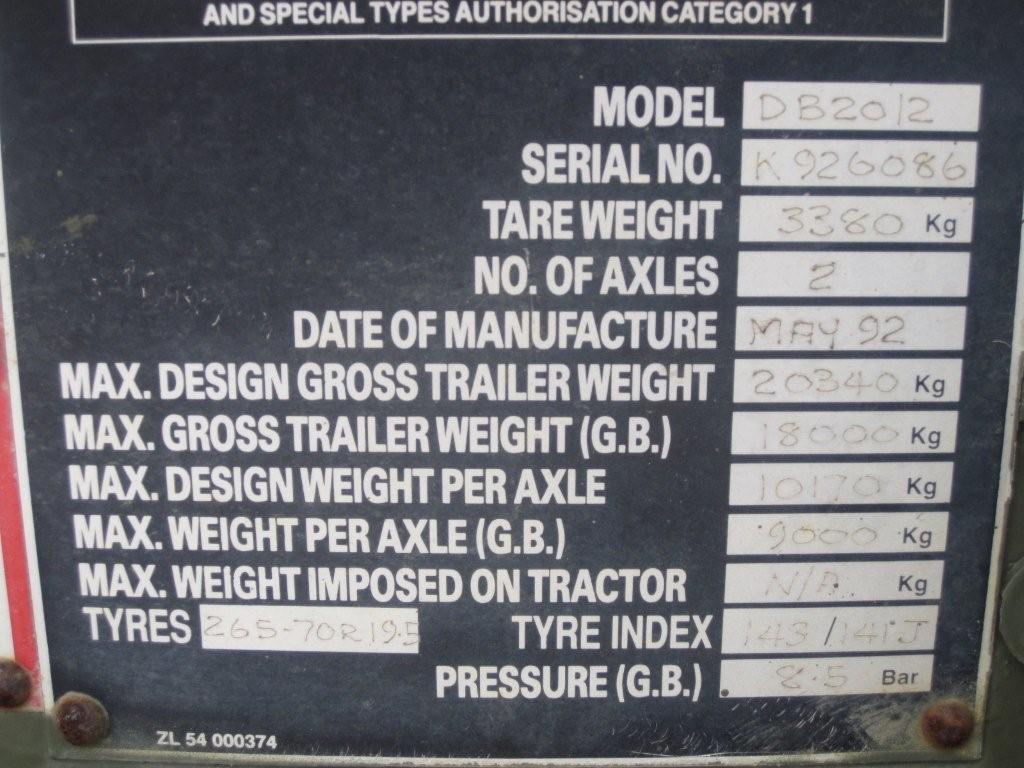 AND SPECIAL TYPES AUTHORISATION CATEGORY 1
MODEL DB2012
SERIAL NO. K926086
TARE WEIGHT 3380 Kg
NO. OF AXLES 2
DATE OF MANUFACTURE MAY 92
MAX. DESIGN GROSS TRAILER WEIGHT 20340 Kg
MAX. GROSS TRAILER WEIGHT (G.B.) 18000 Kg
MAX. DESIGN WEIGHT PER AXLE 10170 Kg
MAX. WEIGHT PER AXLE (G.B.) 9000 Kg
MAX. WEIGHT IMPOSED ON TRACTOR N/A. Kg
TYRES 265-70R19.5 TYRE INDEX 143/141J
PRESSURE (G.B.) 8.5 Bar
ZL 54 000374